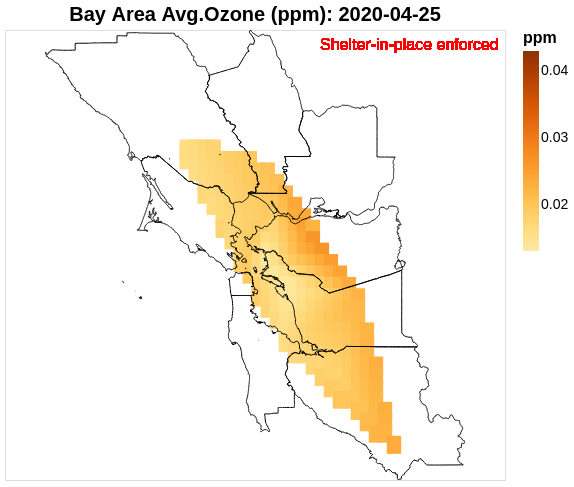 Bay Area Avg.Ozone (ppm): 2020-04-25
Shelter-in-place enforced
ppm
0.04
0.03
0.02